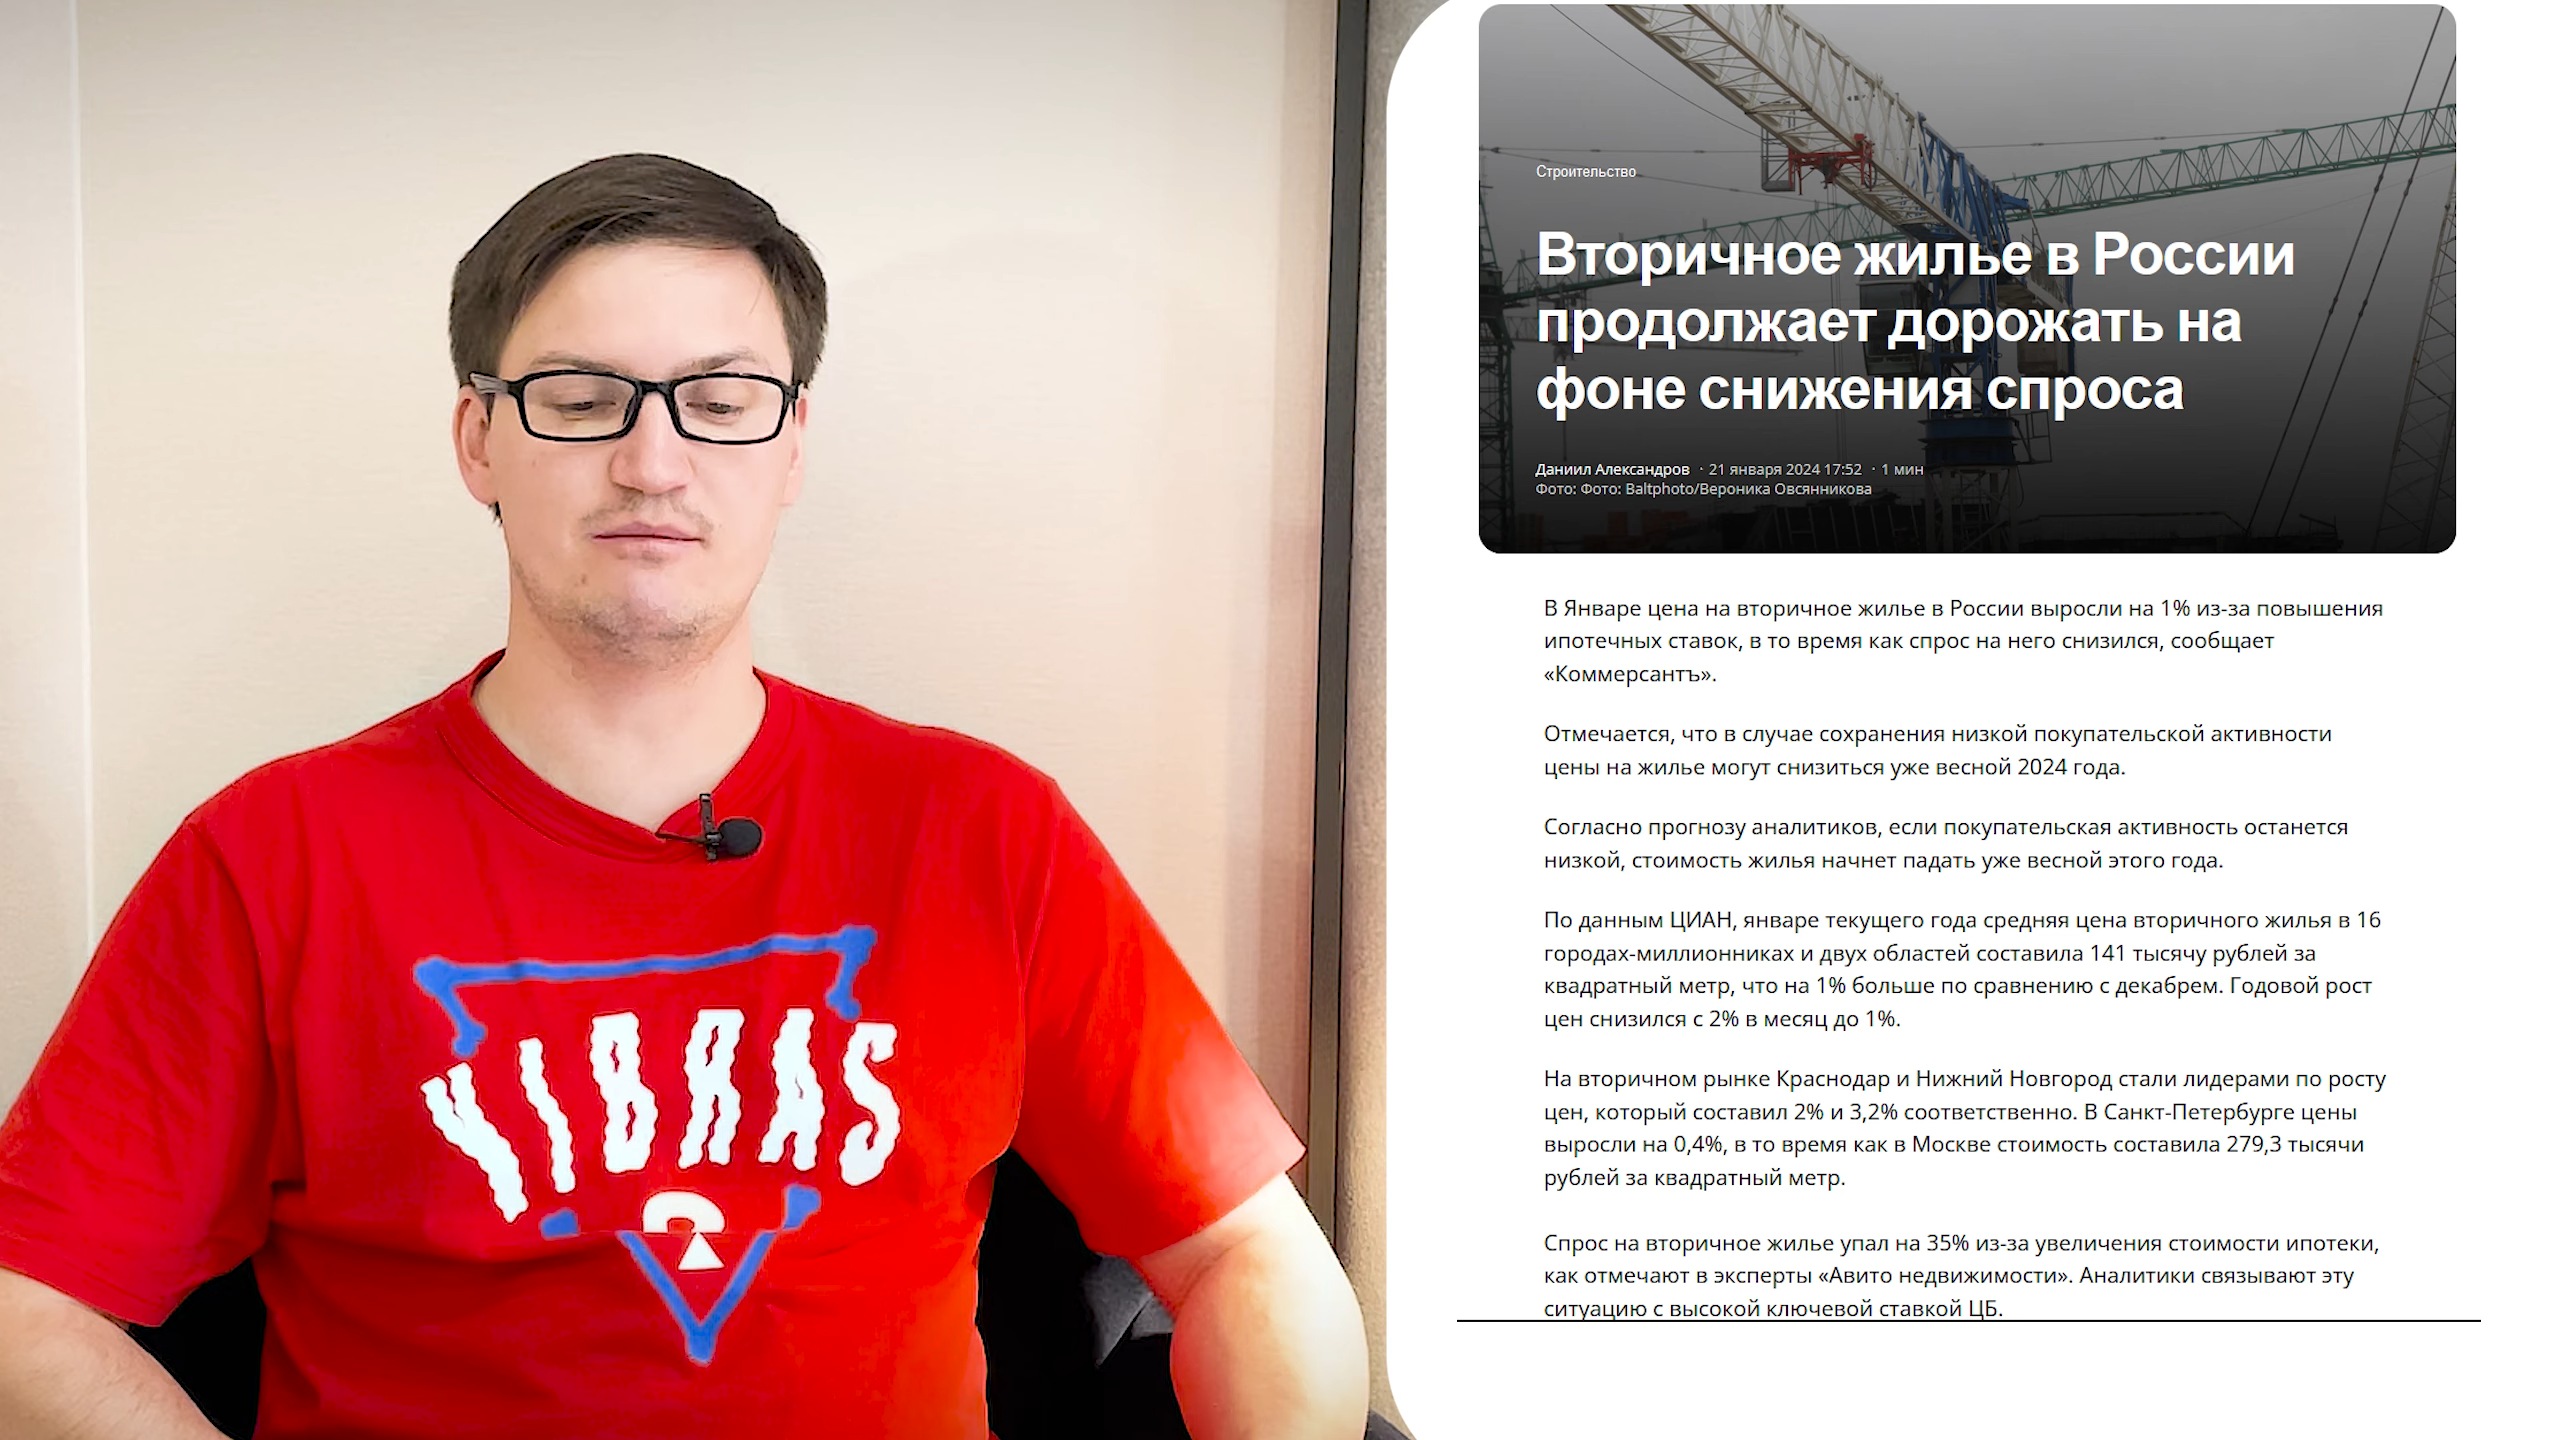 VIBRAS
Строительство
Вторичное жилье в России
продолжает дорожать на
фоне снижения спроса
Даниил Александров · 21 января 2024 17:52 · 1 мин
Фото: Фото: Baltphoto/Вероника Овсянникова
В Январе цена на вторичное жилье в России выросли на 1% из-за повышения
ипотечных ставок, в то время как спрос на него снизился, сообщает
«Коммерсантъ».
Отмечается, что в случае сохранения низкой покупательской активности
цены на жилье могут снизиться уже весной 2024 года.
Согласно прогнозу аналитиков, если покупательская активность останется
низкой, стоимость жилья начнет падать уже весной этого года.
По данным ЦИАН, январе текущего года средняя цена вторичного жилья в 16
городах-миллионниках и двух областей составила 141 тысячу рублей за
квадратный метр, что на 1% больше по сравнению с декабрем. Годовой рост
цен снизился с 2% в месяц до 1%.
На вторичном рынке Краснодар и Нижний Новгород стали лидерами по росту
цен, который составил 2% и 3,2% соответственно. В Санкт-Петербурге цены
выросли на 0,4%, в то время как в Москве стоимость составила 279,3 тысячи
рублей за квадратный метр.
Спрос на вторичное жилье упал на 35% из-за увеличения стоимости ипотеки,
как отмечают в эксперты «Авито недвижимости». Аналитики связывают эту
ситуацию с высокой ключевой ставкой ЦБ.